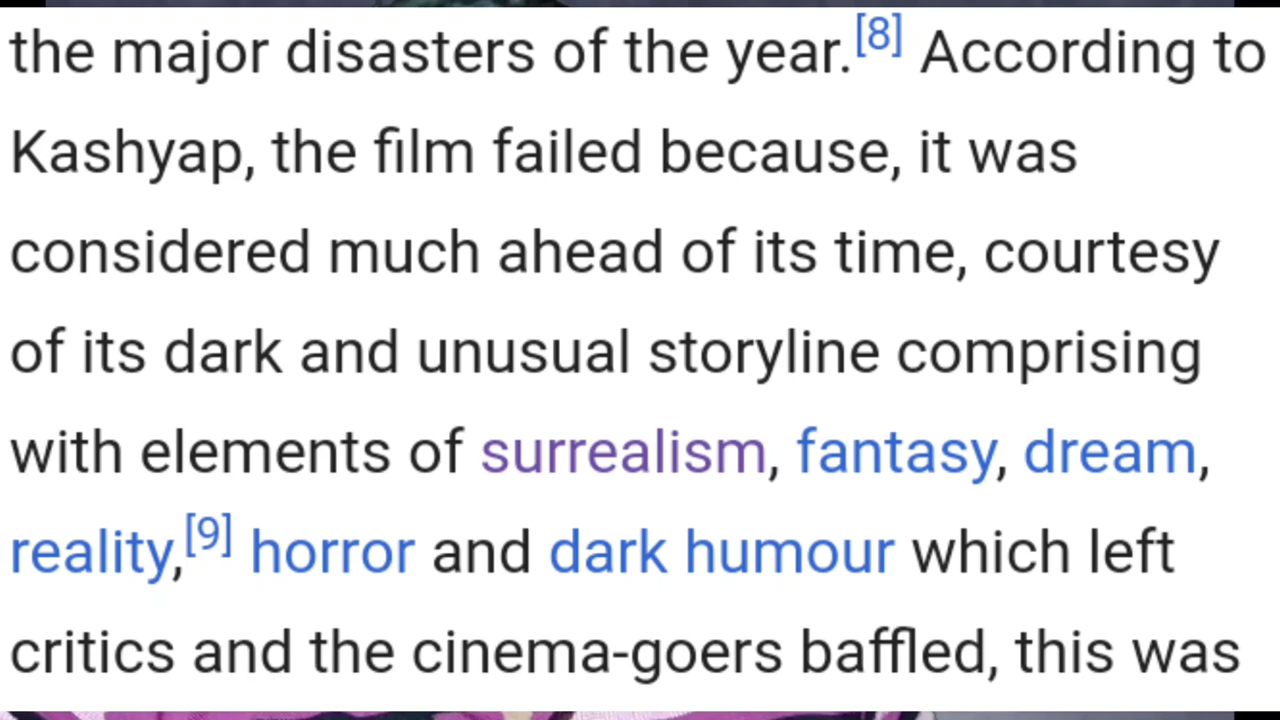 the major disasters of the year.[8] According to
Kashyap, the film failed because, it was
considered much ahead of its time, courtesy
of its dark and unusual storyline comprising
with elements of surrealism, fantasy, dream,
reality,[9] horror and dark humour which left
critics and the cinema-goers baffled, this was